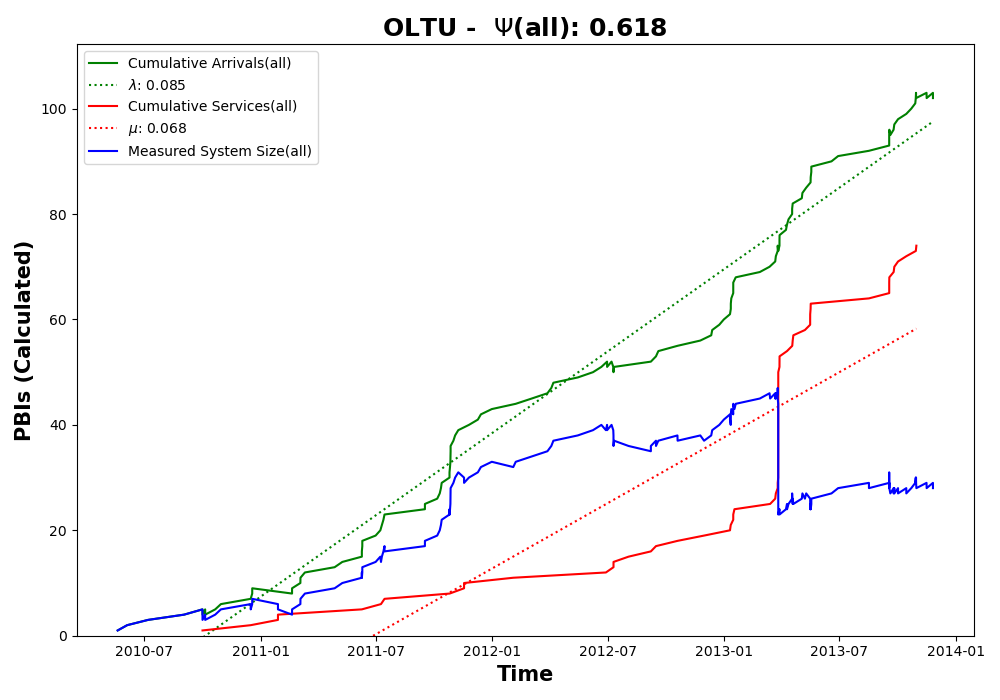 OLTU - Ψ(all): 0.618
Cumulative Arrivals(all)
λ: 0.085
Cumulative Services(all)
μ: 0.068
Measured System Size(all)
PBIs (Calculated)
100
80
60
40
20
0
2010-07 2011-01 2011-07 2012-01 2012-07 2013-01 2013-07 2014-01
Time